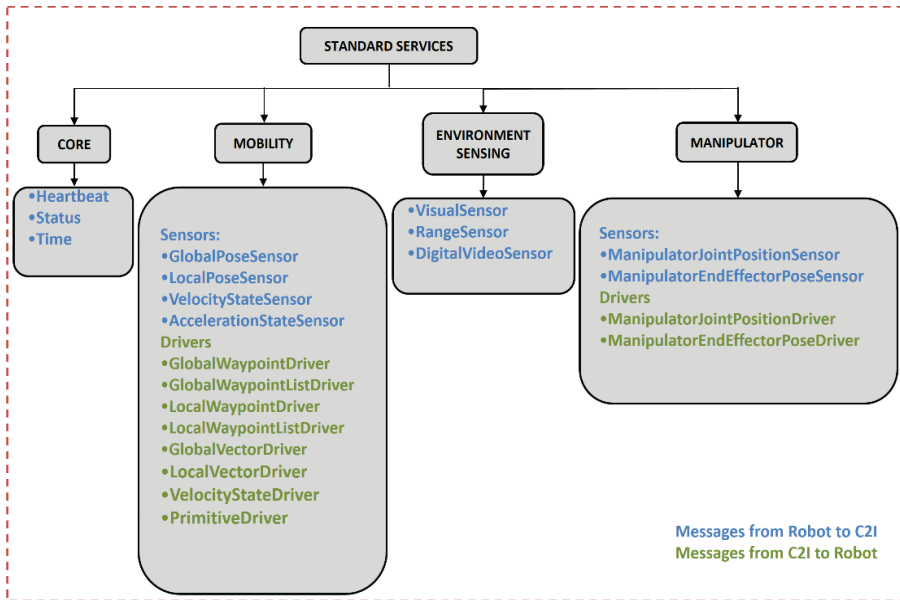 STANDARD SERVICES
CORE
MOBILITY
ENVIRONMENT
SENSING
MANIPULATOR
•Heartbeat
•Status
•Time
Sensors:
•GlobalPoseSensor
•LocalPoseSensor
•VelocityStateSensor
•AccelerationStateSensor
Drivers
•GlobalWaypointDriver
•GlobalWaypointListDriver
•LocalWaypointDriver
•LocalWaypointListDriver
•GlobalVectorDriver
•LocalVectorDriver
•VelocityStateDriver
•PrimitiveDriver
•VisualSensor
•RangeSensor
•DigitalVideoSensor
Sensors:
•ManipulatorJointPositionSensor
•ManipulatorEndEffectorPoseSensor
Drivers
•ManipulatorJointPositionDriver
•ManipulatorEndEffectorPoseDriver
Messages from Robot to C2I
Messages from C2I to Robot